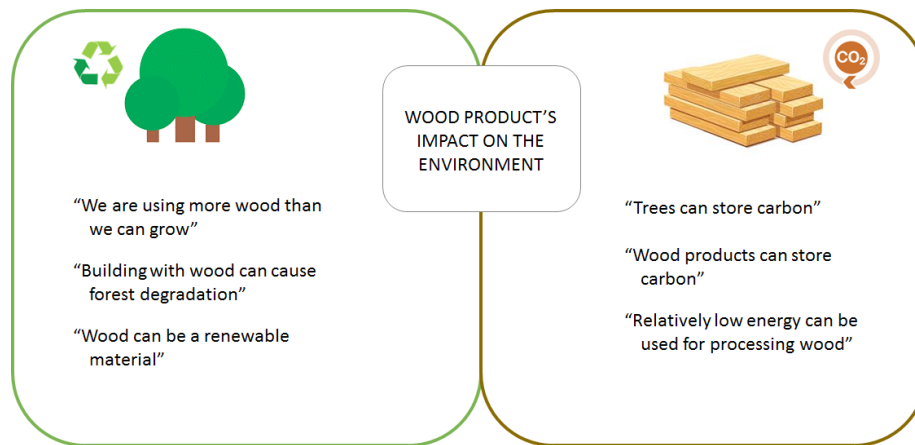 WOOD PRODUCT'S
IMPACT ON THE
ENVIRONMENT
“We are using more wood than
we can grow”
“Building with wood can cause
forest degradation”
“Wood can be a renewable
material”
CO₂
“Trees can store carbon”
“Wood products can store
carbon”
“Relatively low energy can be
used for processing wood”